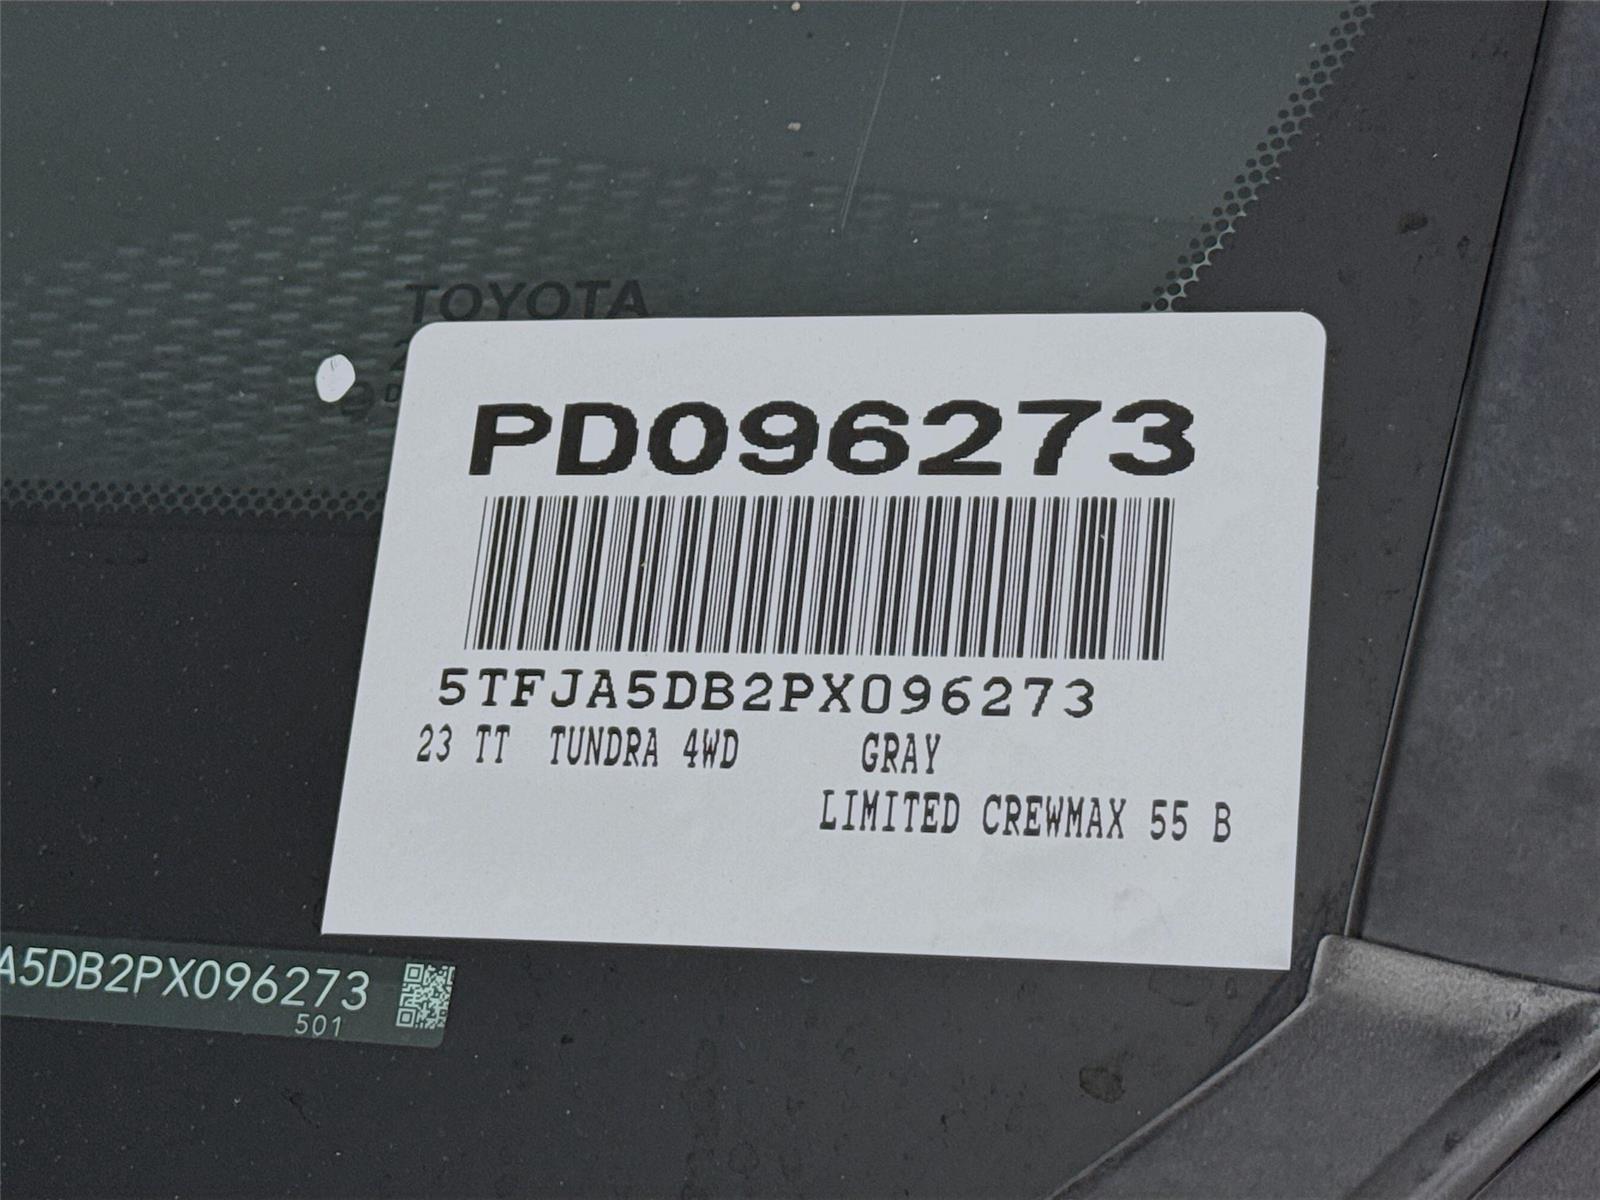 TOYOTA
PD096273
5TFJA5DB2PX096273
23 TT TUNDRA 4WD GRAY
LIMITED CREWMAX 55 B
A5DB2PX096273
501